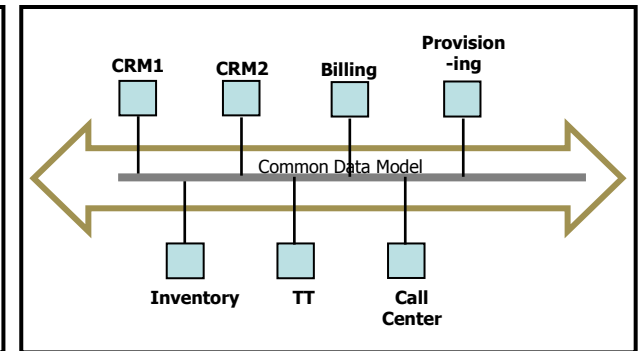 CRM1
CRM2
Billing
Provision
-ing
Common Data Model
Inventory
TT
Call
Center